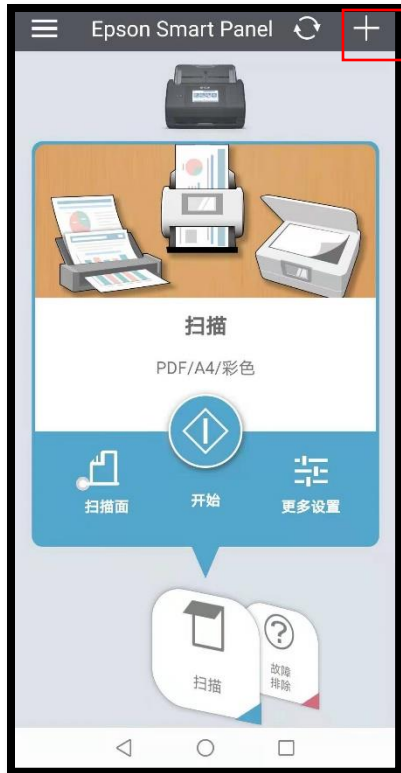 Epson Smart Panel
扫描
PDF/A4/彩色
扫描面
开始
更多设置
扫描
故障
排除